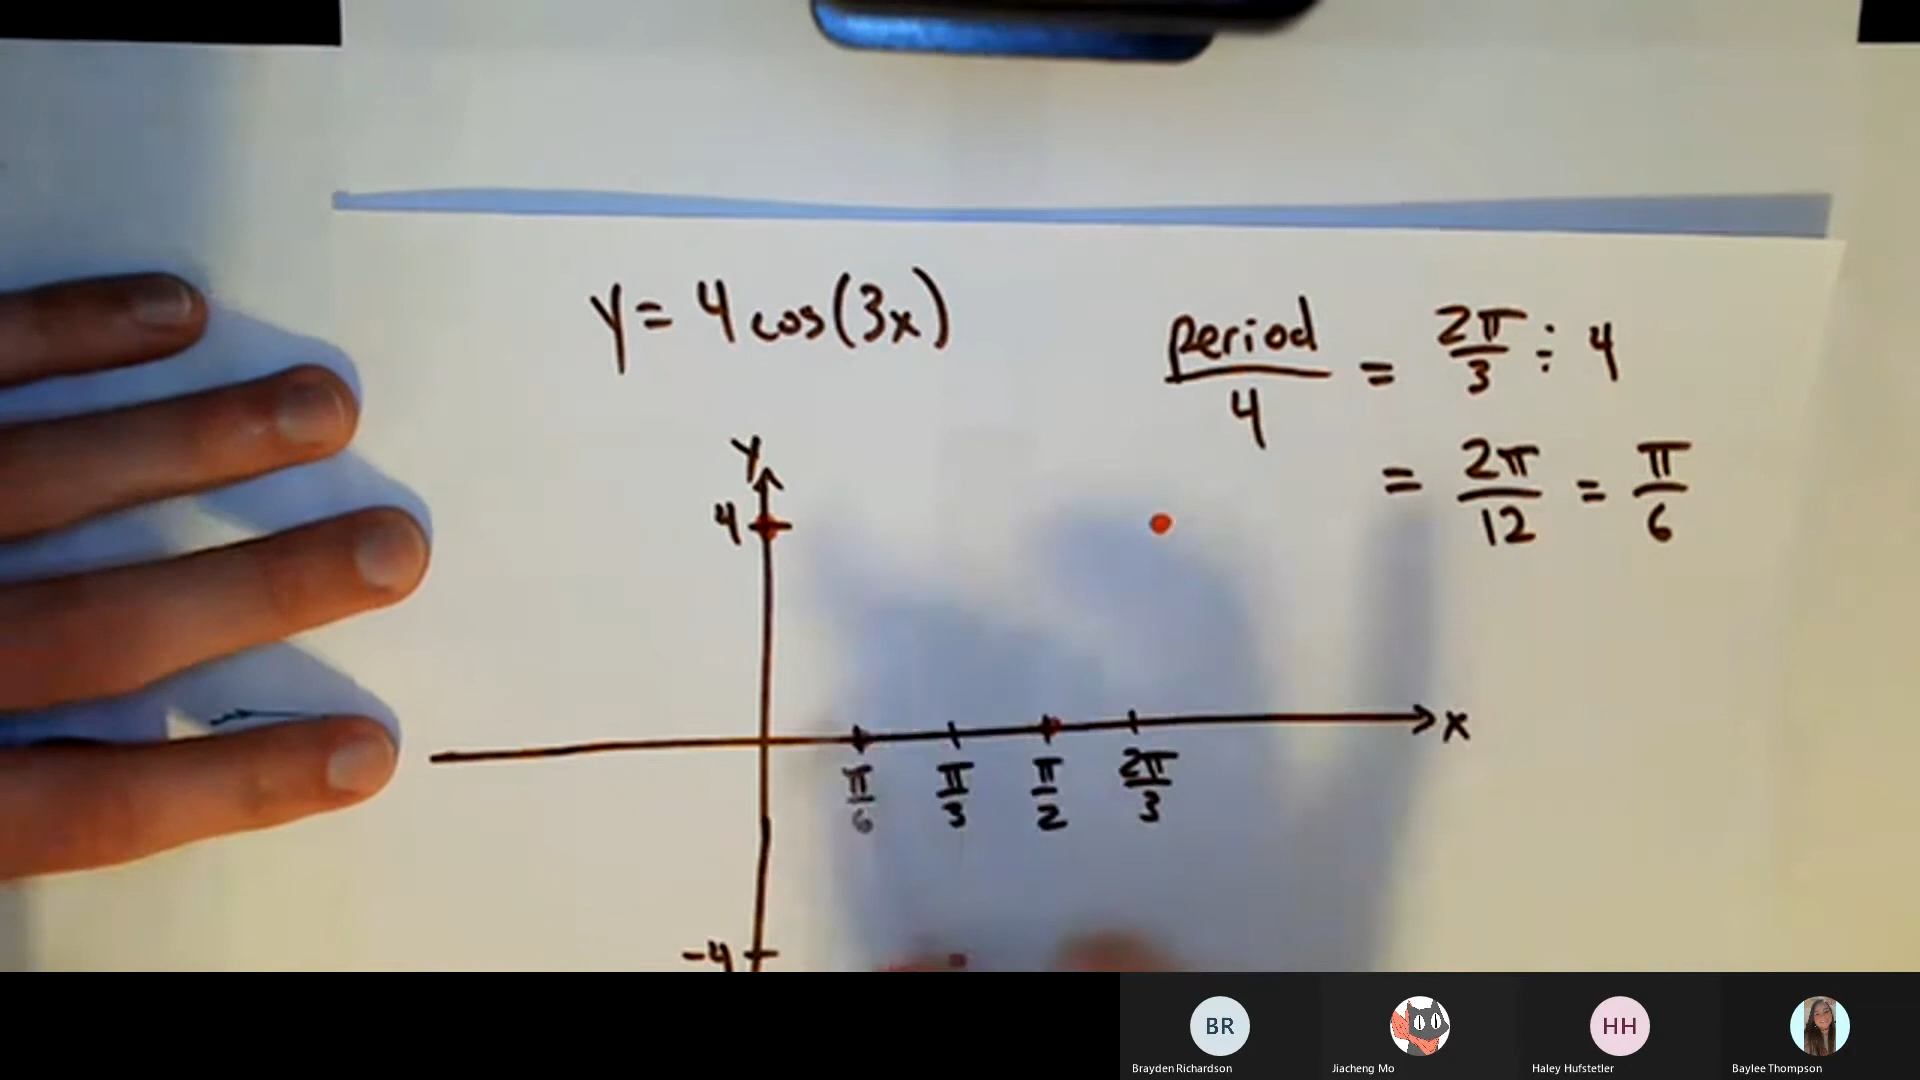 y = 4 cos(3x)
period/4 = 2π/3 ÷ 4
= 2π/12 = π/6
y
4
x
π/6 π/3 π/2 2π/3
-4
BR HH
Brayden Richardson Jiacheng Mo Haley Hufstetler Baylee Thompson